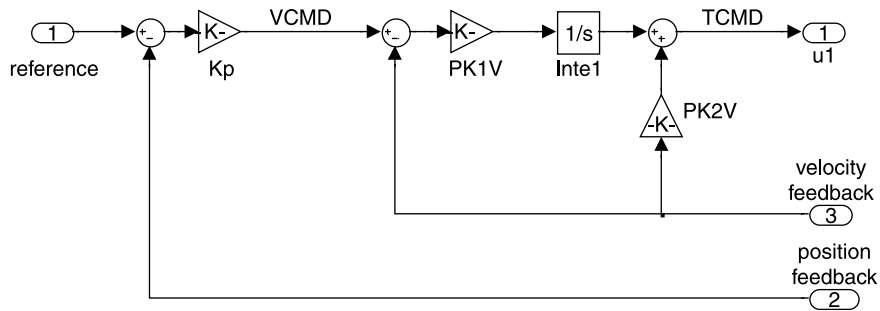 1
reference
+
−
K-
Kp
VCMD
+
−
K-
PK1V
1/s
Inte1
+
+
TCMD
1
u1
-K-
PK2V
velocity
feedback
3
position
feedback
2